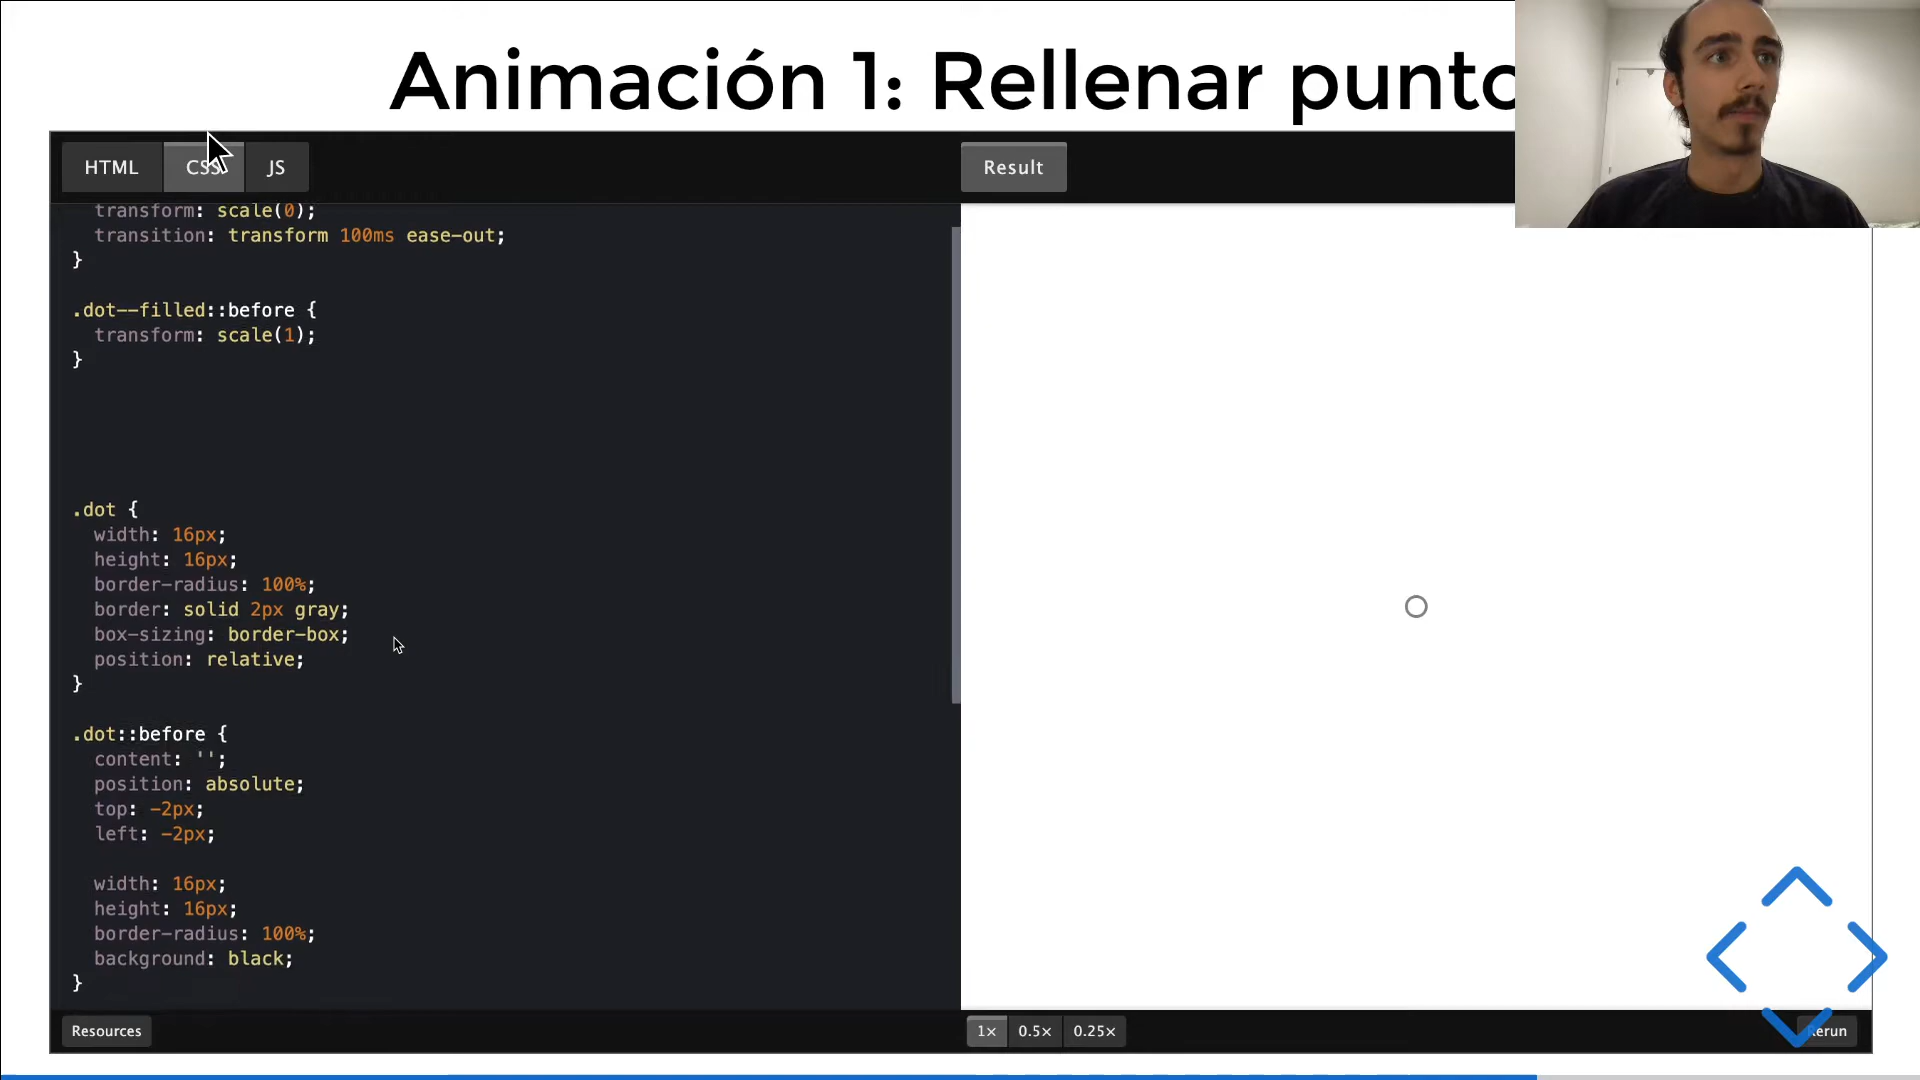 Animación 1: Rellenar punto
HTML
CSS
JS
Result
transform: scale(0);
transition: transform 100ms ease-out;
}
.dot--filled::before {
transform: scale(1);
}
.dot {
width: 16px;
height: 16px;
border-radius: 100%;
border: solid 2px gray;
box-sizing: border-box;
position: relative;
}
.dot::before {
content: '';
position: absolute;
top: -2px;
left: -2px;
width: 16px;
height: 16px;
border-radius: 100%;
background: black;
}
Resources
1×
0.5×
0.25×
Rerun